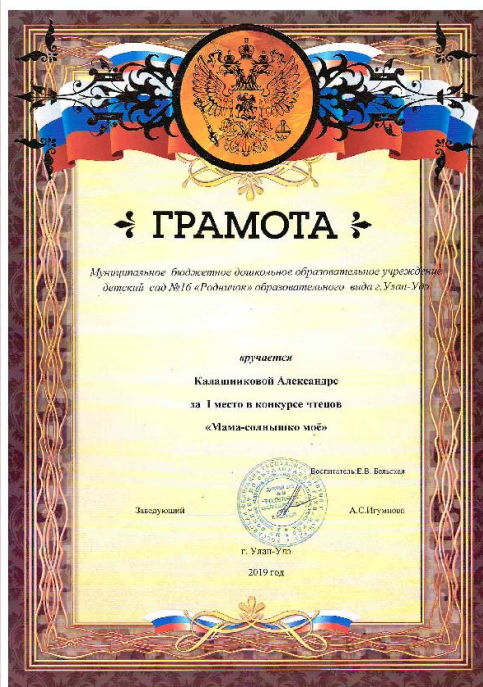 ГРАМОТА
Муниципальное бюджетное дошкольное образовательное учреждение
детский сад №16 «Родничок» образовательного вида г.Улан-Удэ
вручается
Калашниковой Александре
за I место в конкурсе чтецов
«Мама-солнышко моё»
Воспитатель:Е.В. Бельская
Заведующий А.С.Игумнова
г. Улан-Удэ
2019 год